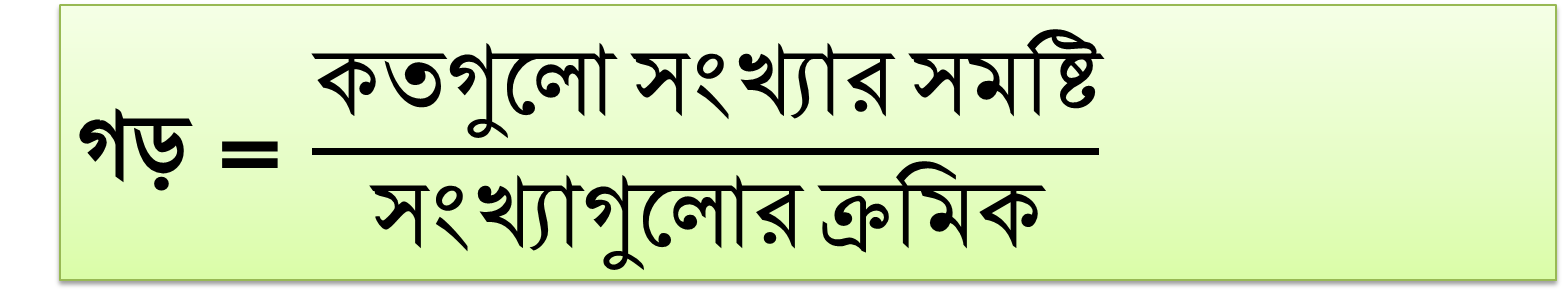 কতগুলো সংখ্যার সমষ্টি
গড় =
সংখ্যাগুলোর ক্রমিক